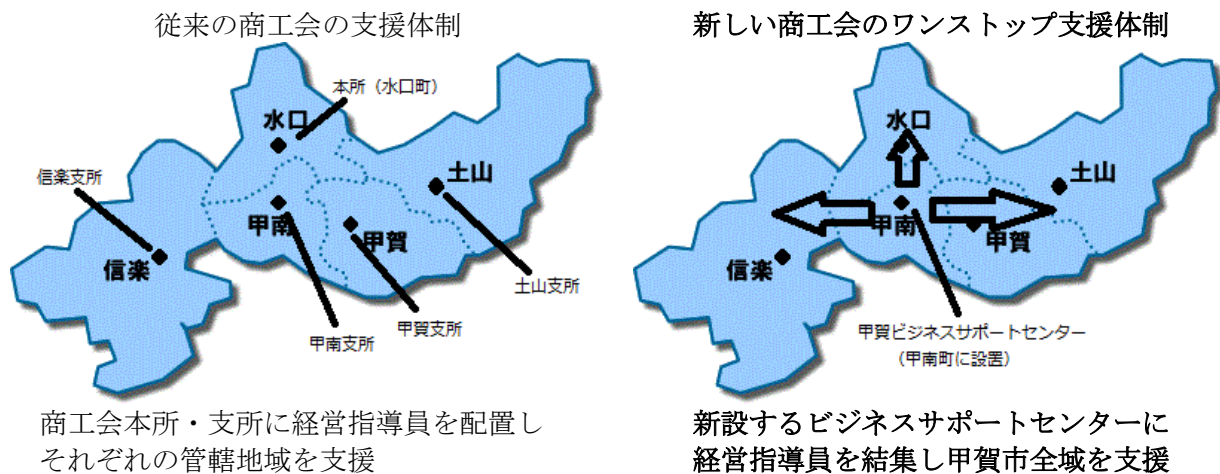 従来の商工会の支援体制
本所（水口町）
水口
土山
信楽支所
甲南
甲賀
信楽
土山支所
甲賀支所
甲南支所
商工会本所・支所に経営指導員を配置し
それぞれの管轄地域を支援
新しい商工会のワンストップ支援体制
水口
土山
甲南
甲賀
信楽
甲賀ビジネスサポートセンター
（甲南町に設置）
新設するビジネスサポートセンターに
経営指導員を結集し甲賀市全域を支援